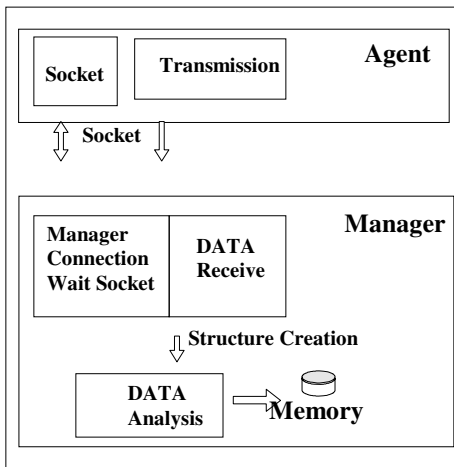 Agent
Socket
Transmission
Socket
Manager
Manager
Connection
Wait Socket
DATA
Receive
Structure Creation
DATA
Analysis
Memory